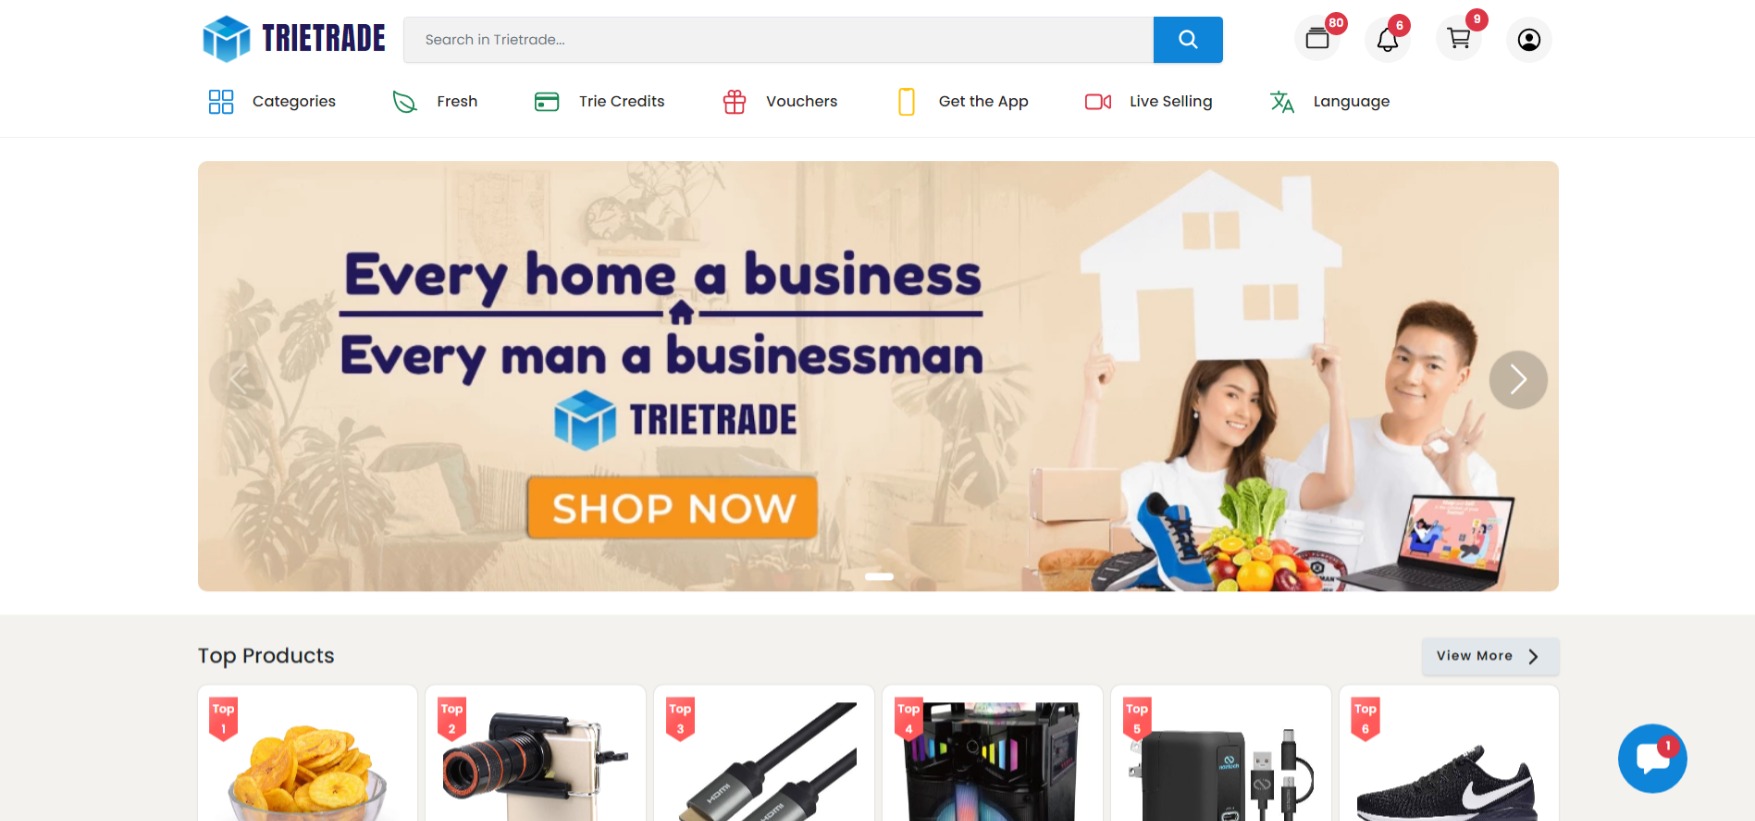 TRIETRADE
Search in Trietrade...
80
6
9
Categories
Fresh
Trie Credits
Vouchers
Get the App
Live Selling
Language
Every home a business
Every man a businessman
TRIETRADE
SHOP NOW
Top Products
View More
Top
1
Top
2
Top
3
Top
4
Top
5
Top
6
HDMI
HDMI
1